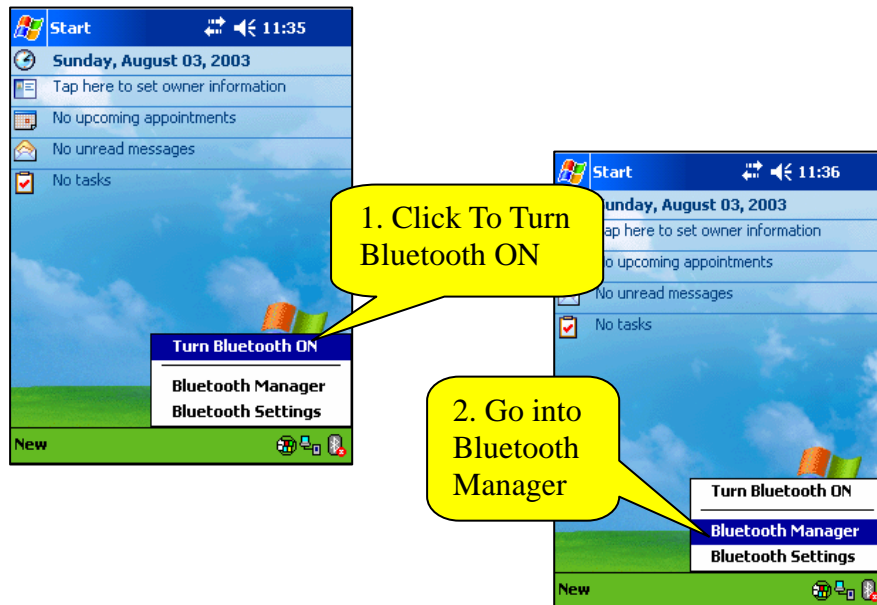 Start 11:35
Sunday, August 03, 2003
Tap here to set owner information
No upcoming appointments
No unread messages
No tasks
1. Click To Turn
Bluetooth ON
Turn Bluetooth ON
Bluetooth Manager
Bluetooth Settings
New
Start 11:36
unday, August 03, 2003
ap here to set owner information
o upcoming appointments
No unread messages
No tasks
2. Go into
Bluetooth
Manager
Turn Bluetooth ON
Bluetooth Manager
Bluetooth Settings
New